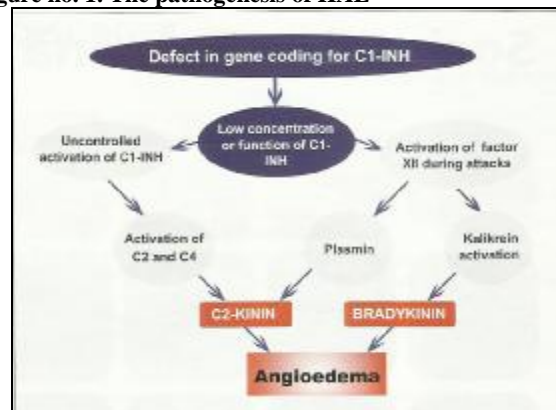 gure no. 1. The pathogenesis of HAE
Defect in gene coding for C1-INH
Uncontrolled
activation of C1-INH
Low concentration
or function of C1-
INH
Activation of factor
XII during attacks
Activation of
C2 and C4
Plasmin
Kalikrein
activation
C2-KININ
BRADYKININ
Angioedema